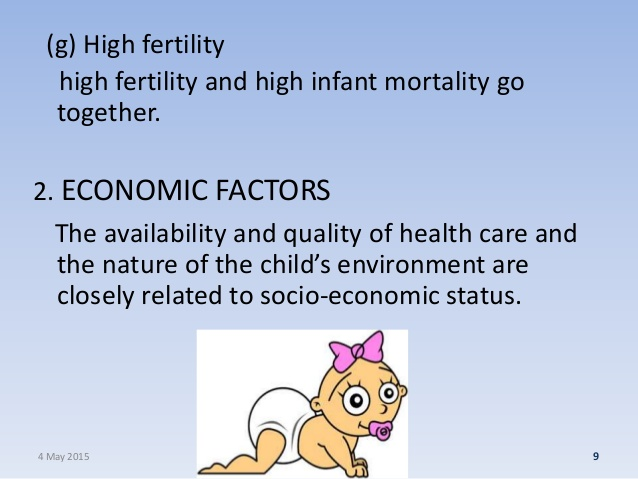 (g) High fertility
high fertility and high infant mortality go
together.
2. ECONOMIC FACTORS
The availability and quality of health care and
the nature of the child’s environment are
closely related to socio-economic status.
4 May 2015
9